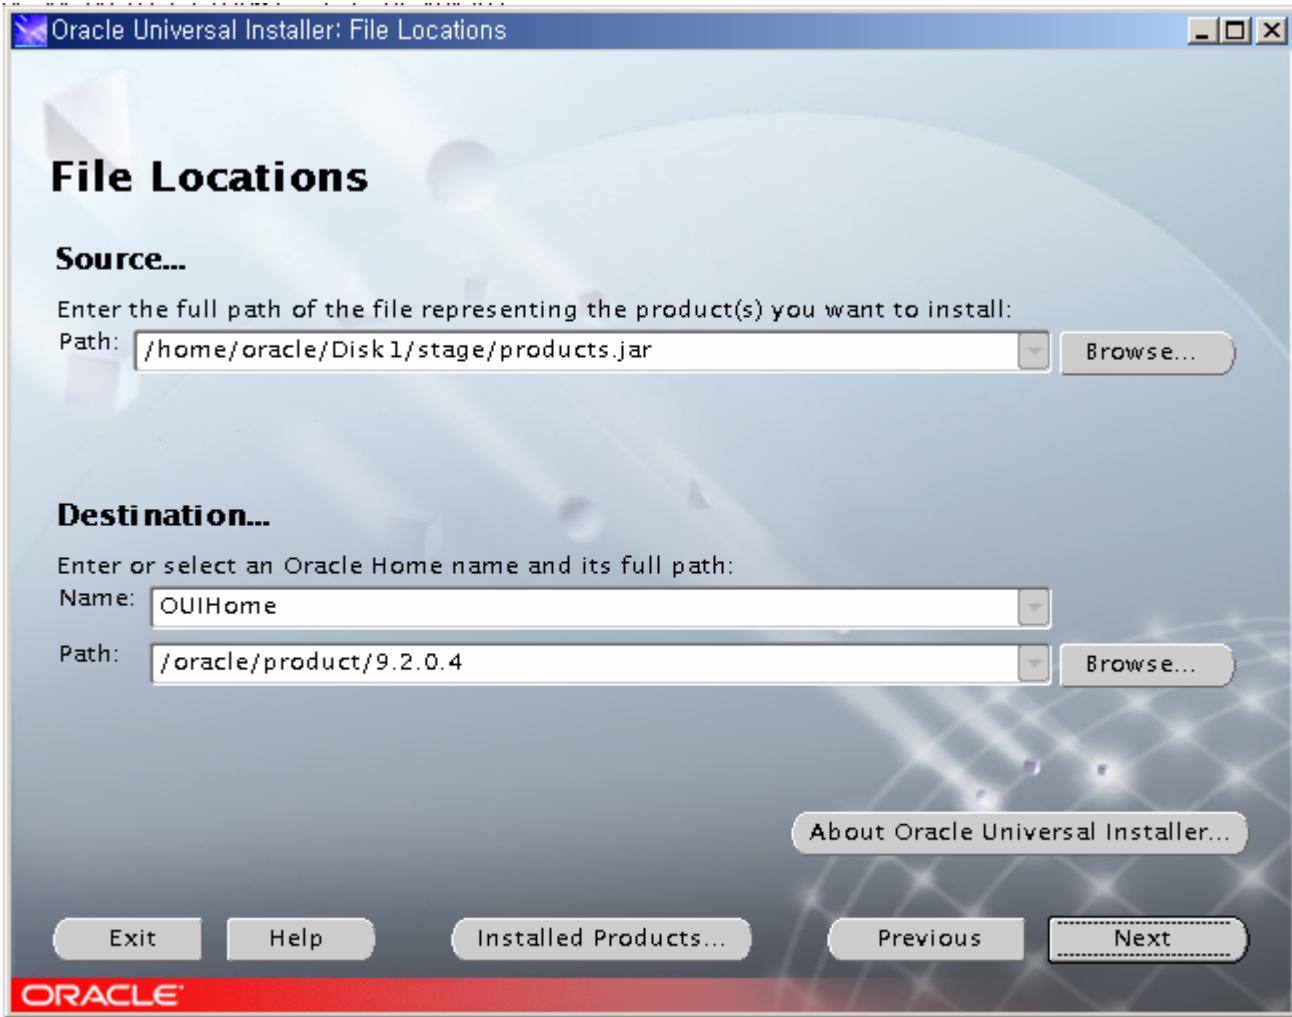 Oracle Universal Installer: File Locations
File Locations
Source...
Enter the full path of the file representing the product(s) you want to install:
Path: /home/oracle/Disk1/stage/products.jar Browse...
Destination...
Enter or select an Oracle Home name and its full path:
Name: OUIHome
Path: /oracle/product/9.2.0.4 Browse...
About Oracle Universal Installer...
Exit Help Installed Products... Previous Next
ORACLE